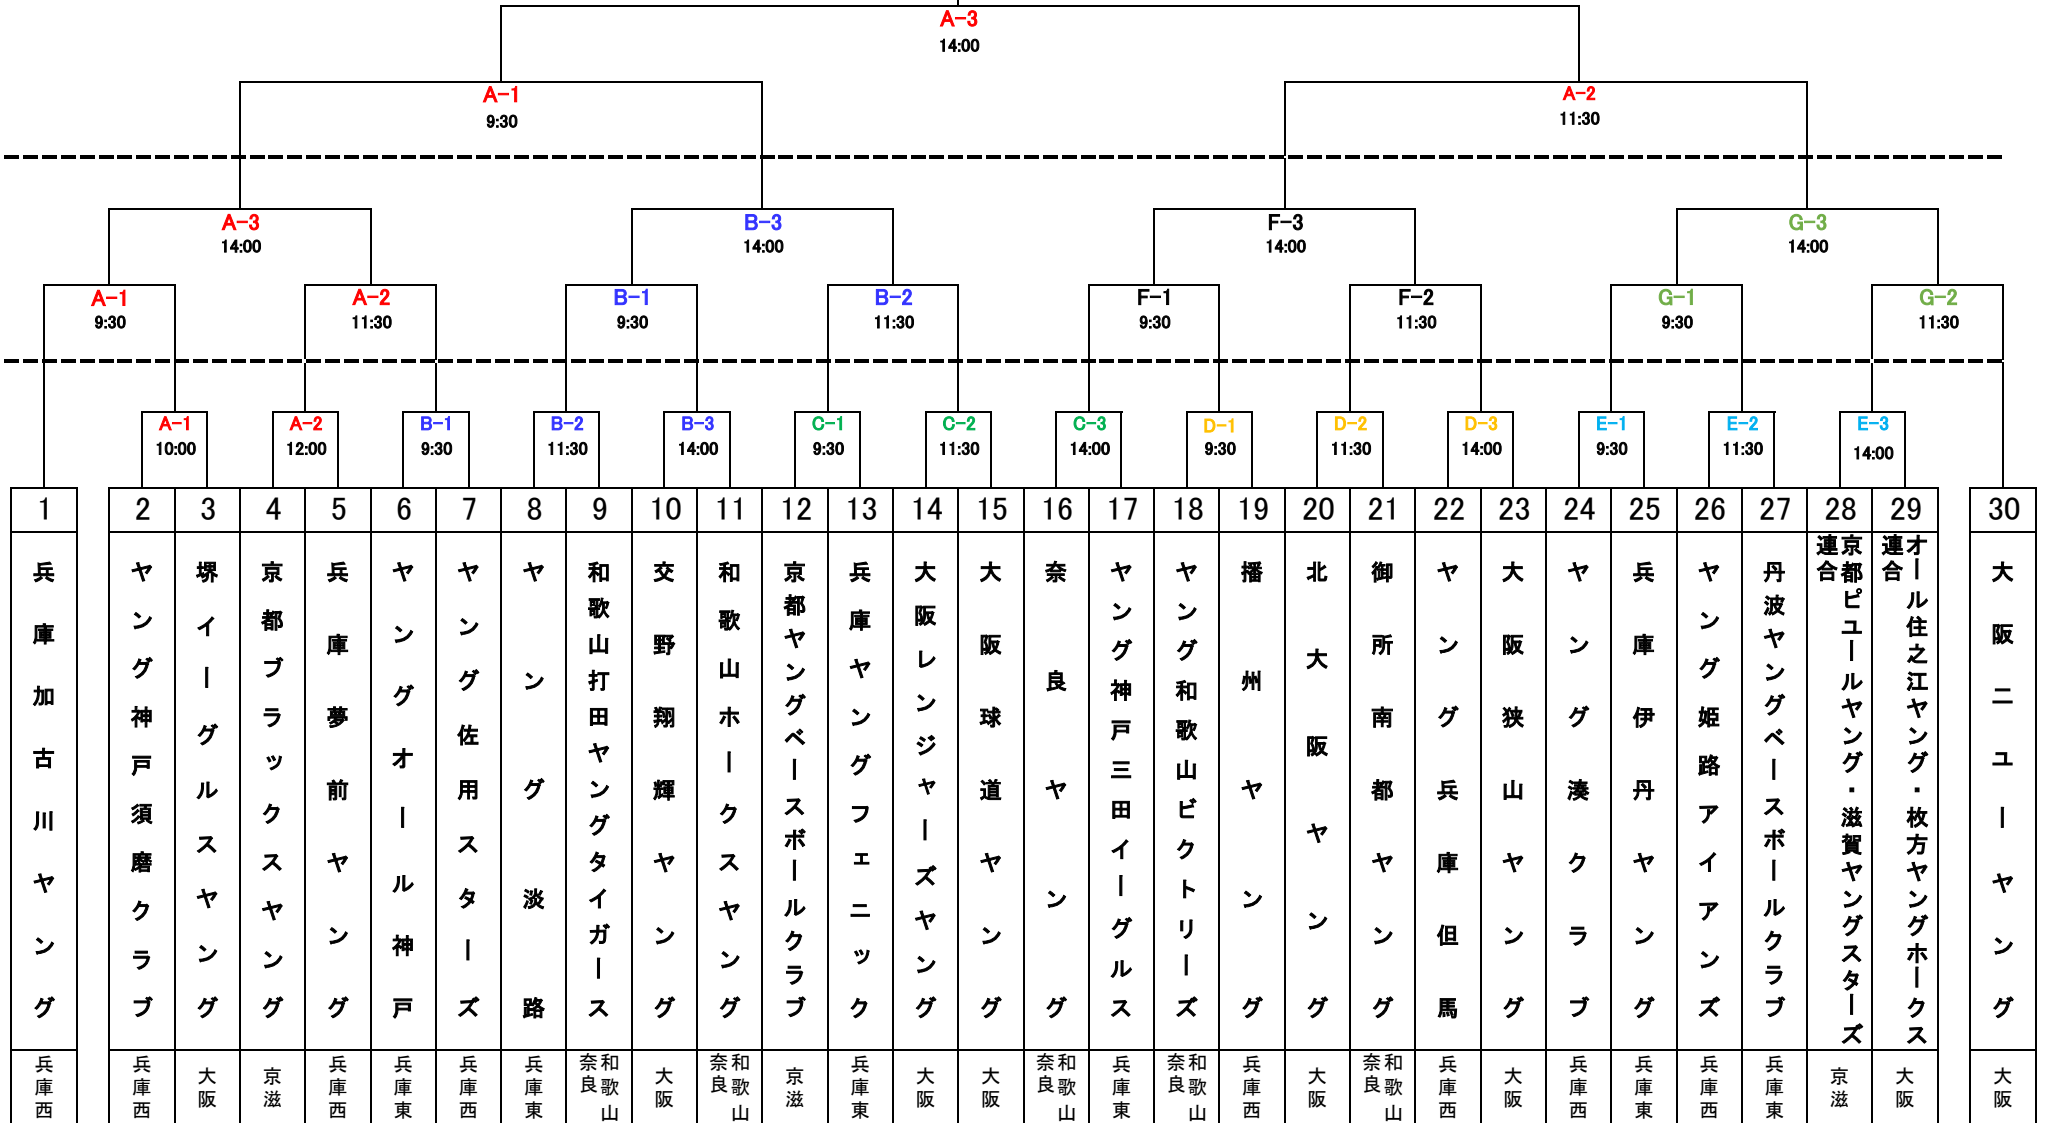 A-3
14:00
A-1
9:30
A-2
11:30
A-3
14:00
B-3
14:00
F-3
14:00
G-3
14:00
A-1
9:30
A-2
11:30
B-1
9:30
B-2
11:30
F-1
9:30
F-2
11:30
G-1
9:30
G-2
11:30
A-1
10:00
A-2
12:00
B-1
9:30
B-2
11:30
B-3
14:00
C-1
9:30
C-2
11:30
C-3
14:00
D-1
9:30
D-2
11:30
D-3
14:00
E-1
9:30
E-2
11:30
E-3
14:00
1
兵庫加古川ヤング
兵庫西
2
ヤング神戸須磨クラブ
兵庫西
3
堺イーグルスヤング
大阪
4
京都ブラックスヤング
京滋
5
兵庫夢前ヤング
兵庫西
6
ヤングオール神戸
兵庫東
7
ヤング佐用スターズ
兵庫西
8
ヤング淡路
兵庫東
9
和歌山打田ヤングタイガース
和歌山
奈良
10
交野翔輝ヤング
大阪
11
和歌山ホークスヤング
和歌山
奈良
12
京都ヤングベースボールクラブ
京滋
13
兵庫ヤングフェニック
兵庫東
14
大阪レンジャーズヤング
大阪
15
大阪球道ヤング
大阪
16
奈良ヤング
和歌山
奈良
17
ヤング神戸三田イーグルス
兵庫東
18
ヤング和歌山ビクトリーズ
和歌山
奈良
19
播州ヤング
兵庫西
20
北大阪ヤング
大阪
21
御所南都ヤング
和歌山
奈良
22
ヤング兵庫但馬
兵庫西
23
大阪狭山ヤング
大阪
24
ヤング湊クラブ
兵庫西
25
兵庫伊丹ヤング
兵庫東
26
ヤング姫路アイアンズ
兵庫西
27
丹波ヤングベースボールクラブ
兵庫東
28
京都ピュールヤング・滋賀ヤングスターズ
連合
京滋
29
オール住之江ヤング・枚方ヤングホークス
連合
大阪
30
大阪ニューヤング
大阪